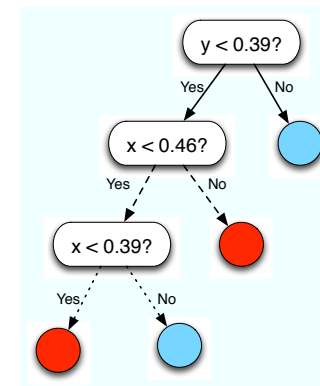 y < 0.39?
Yes
No
x < 0.46?
Yes
No
x < 0.39?
Yes
No